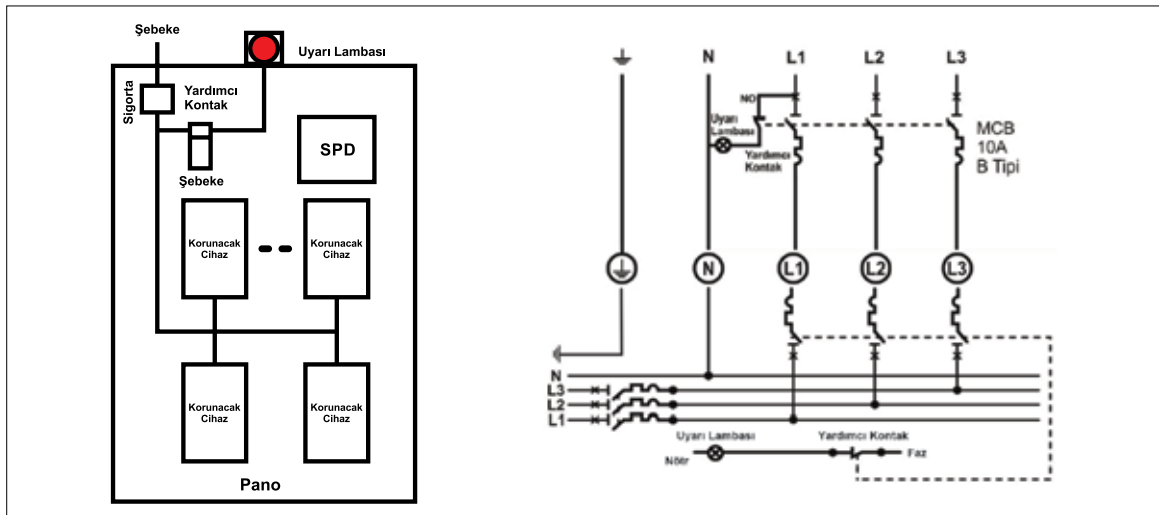 Şebeke
Uyarı Lambası
Sigorta
Yardımcı
Kontak
SPD
Şebeke
Korunacak
Cihaz
Korunacak
Cihaz
Korunacak
Cihaz
Korunacak
Cihaz
Pano
N
L1
L2
L3
NO
Uyarı
Lambası
Yardımcı
Kontak
MCB
10A
B Tipi
N
L1
L2
L3
N
L3
L2
L1
Uyarı Lambası
Yardımcı Kontak
Nötr
Faz